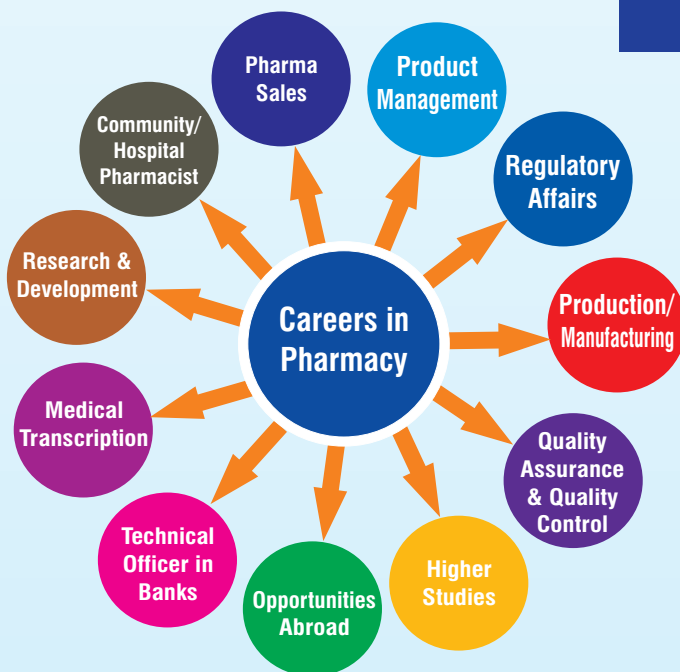 Careers in
Pharmacy
Pharma
Sales
Product
Management
Regulatory
Affairs
Production/
Manufacturing
Quality
Assurance
& Quality
Control
Higher
Studies
Opportunities
Abroad
Technical
Officer in
Banks
Medical
Transcription
Research &
Development
Community/
Hospital
Pharmacist